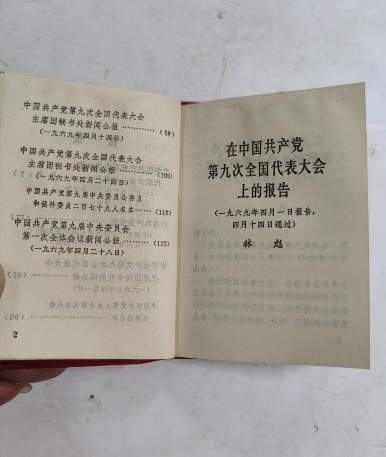 中国共产党第九次全国代表大会
主席团秘书处新闻公报…………(98)
(一九六九年四月十四日)
中国共产党第九次全国代表大会
主席团秘书处新闻公报…………(105)
(一九六九年四月二十四日)
中国共产党第九届中央委员会委员
和候补委员二百七十九人名单……(116)
中国共产党第九届中央委员会
第一次全体会议新闻公报………(123)
(一九六九年四月二十八日)
2
在中国共产党
第九次全国代表大会
上的报告
(一九六九年四月一日报告，
四月十四日通过)
林彪